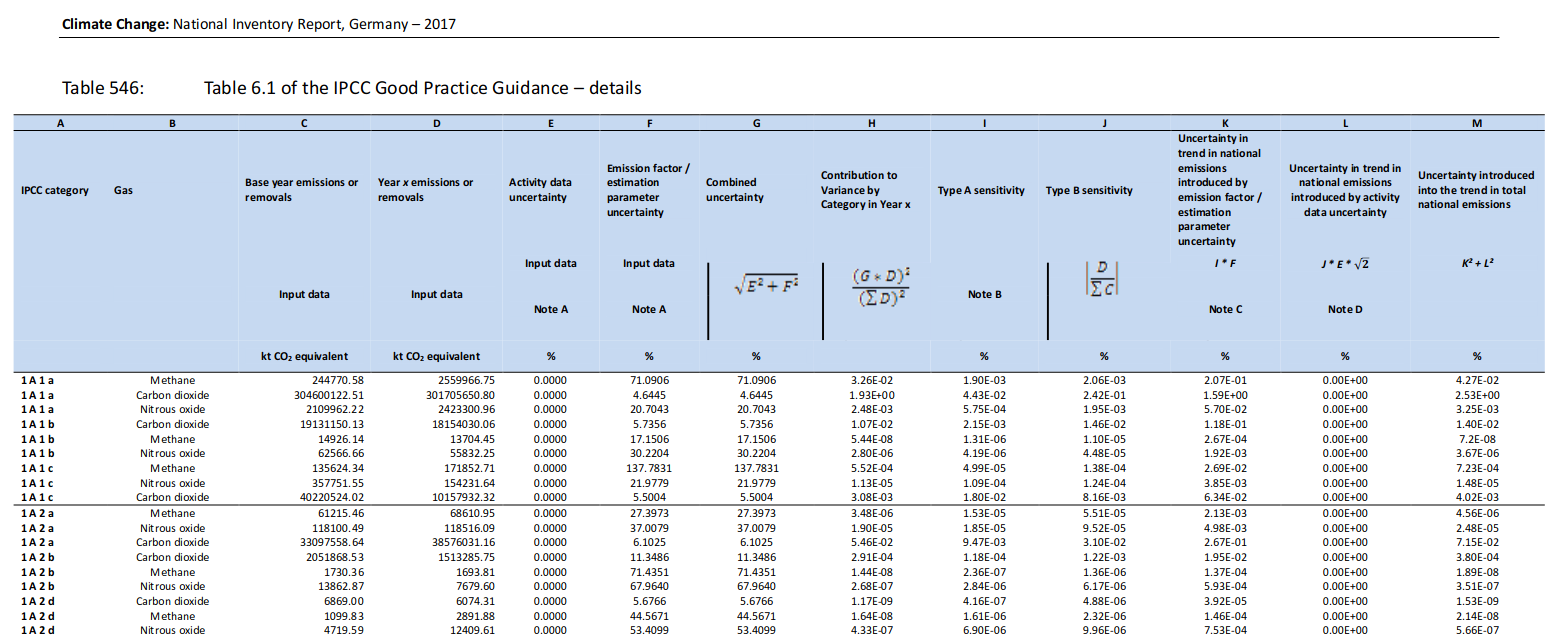 Climate Change: National Inventory Report, Germany – 2017
Table 546: Table 6.1 of the IPCC Good Practice Guidance – details
A B C D E F G H I J K L M
IPCC category Gas Base year emissions or removals Year x emissions or removals Activity data uncertainty Emission factor / estimation parameter uncertainty Combined uncertainty Contribution to Variance by Category in Year x Type A sensitivity Type B sensitivity Uncertainty in trend in national emissions introduced by emission factor / estimation parameter uncertainty Uncertainty in trend in national emissions introduced by activity data uncertainty Uncertainty introduced into the trend in total national emissions
Input data Input data Input data Note A Input data Note A √E² + F² (G * D)² / (∑ D)² Note B |D / ∑ C| I * F Note C J * E * √2 Note D K² + L²
kt CO₂ equivalent kt CO₂ equivalent % % % % % % % %
1 A 1 a Methane 244770.58 2559966.75 0.0000 71.0906 71.0906 3.26E-02 1.90E-03 2.06E-03 2.07E-01 0.00E+00 4.27E-02
1 A 1 a Carbon dioxide 304600122.51 301705650.80 0.0000 4.6445 4.6445 1.93E+00 4.43E-02 2.42E-01 1.59E+00 0.00E+00 2.53E+00
1 A 1 a Nitrous oxide 2109962.22 2423300.96 0.0000 20.7043 20.7043 2.48E-03 5.75E-04 1.95E-03 5.70E-02 0.00E+00 3.25E-03
1 A 1 b Carbon dioxide 19131150.13 18154030.06 0.0000 5.7356 5.7356 1.07E-02 2.15E-03 1.46E-02 1.18E-01 0.00E+00 1.40E-02
1 A 1 b Methane 14926.14 13704.45 0.0000 17.1506 17.1506 5.44E-08 1.31E-06 1.10E-05 2.67E-04 0.00E+00 7.2E-08
1 A 1 b Nitrous oxide 62566.66 55832.25 0.0000 30.2204 30.2204 2.80E-06 4.19E-06 4.48E-05 1.92E-03 0.00E+00 3.67E-06
1 A 1 c Methane 135624.34 171852.71 0.0000 137.7831 137.7831 5.52E-04 4.99E-05 1.38E-04 2.69E-02 0.00E+00 7.23E-04
1 A 1 c Nitrous oxide 357751.55 154231.64 0.0000 21.9779 21.9779 1.13E-05 1.09E-04 1.24E-04 3.85E-03 0.00E+00 1.48E-05
1 A 1 c Carbon dioxide 40220524.02 10157932.32 0.0000 5.5004 5.5004 3.08E-03 1.80E-02 8.16E-03 6.34E-02 0.00E+00 4.02E-03
1 A 2 a Methane 61215.46 68610.95 0.0000 27.3973 27.3973 3.48E-06 1.53E-05 5.51E-05 2.13E-03 0.00E+00 4.56E-06
1 A 2 a Nitrous oxide 118100.49 118516.09 0.0000 37.0079 37.0079 1.90E-05 1.85E-05 9.52E-05 4.98E-03 0.00E+00 2.48E-05
1 A 2 a Carbon dioxide 33097558.64 38576031.16 0.0000 6.1025 6.1025 5.46E-02 9.47E-03 3.10E-02 2.67E-01 0.00E+00 7.15E-02
1 A 2 b Carbon dioxide 2051868.53 1513285.75 0.0000 11.3486 11.3486 2.91E-04 1.18E-04 1.22E-03 1.95E-02 0.00E+00 3.80E-04
1 A 2 b Methane 1730.36 1693.81 0.0000 71.4351 71.4351 1.44E-08 2.36E-07 1.36E-06 1.37E-04 0.00E+00 1.89E-08
1 A 2 b Nitrous oxide 13862.87 7679.60 0.0000 67.9640 67.9640 2.68E-07 2.84E-06 6.17E-06 5.93E-04 0.00E+00 3.51E-07
1 A 2 d Carbon dioxide 6869.00 6074.31 0.0000 5.6766 5.6766 1.17E-09 4.16E-07 4.88E-06 3.92E-05 0.00E+00 1.53E-09
1 A 2 d Methane 1099.83 2891.88 0.0000 44.5671 44.5671 1.64E-08 1.61E-06 2.32E-06 1.46E-04 0.00E+00 2.14E-08
1 A 2 d Nitrous oxide 4719.59 12409.61 0.0000 53.4099 53.4099 4.33E-07 6.90E-06 9.96E-06 7.53E-04 0.00E+00 5.66E-07